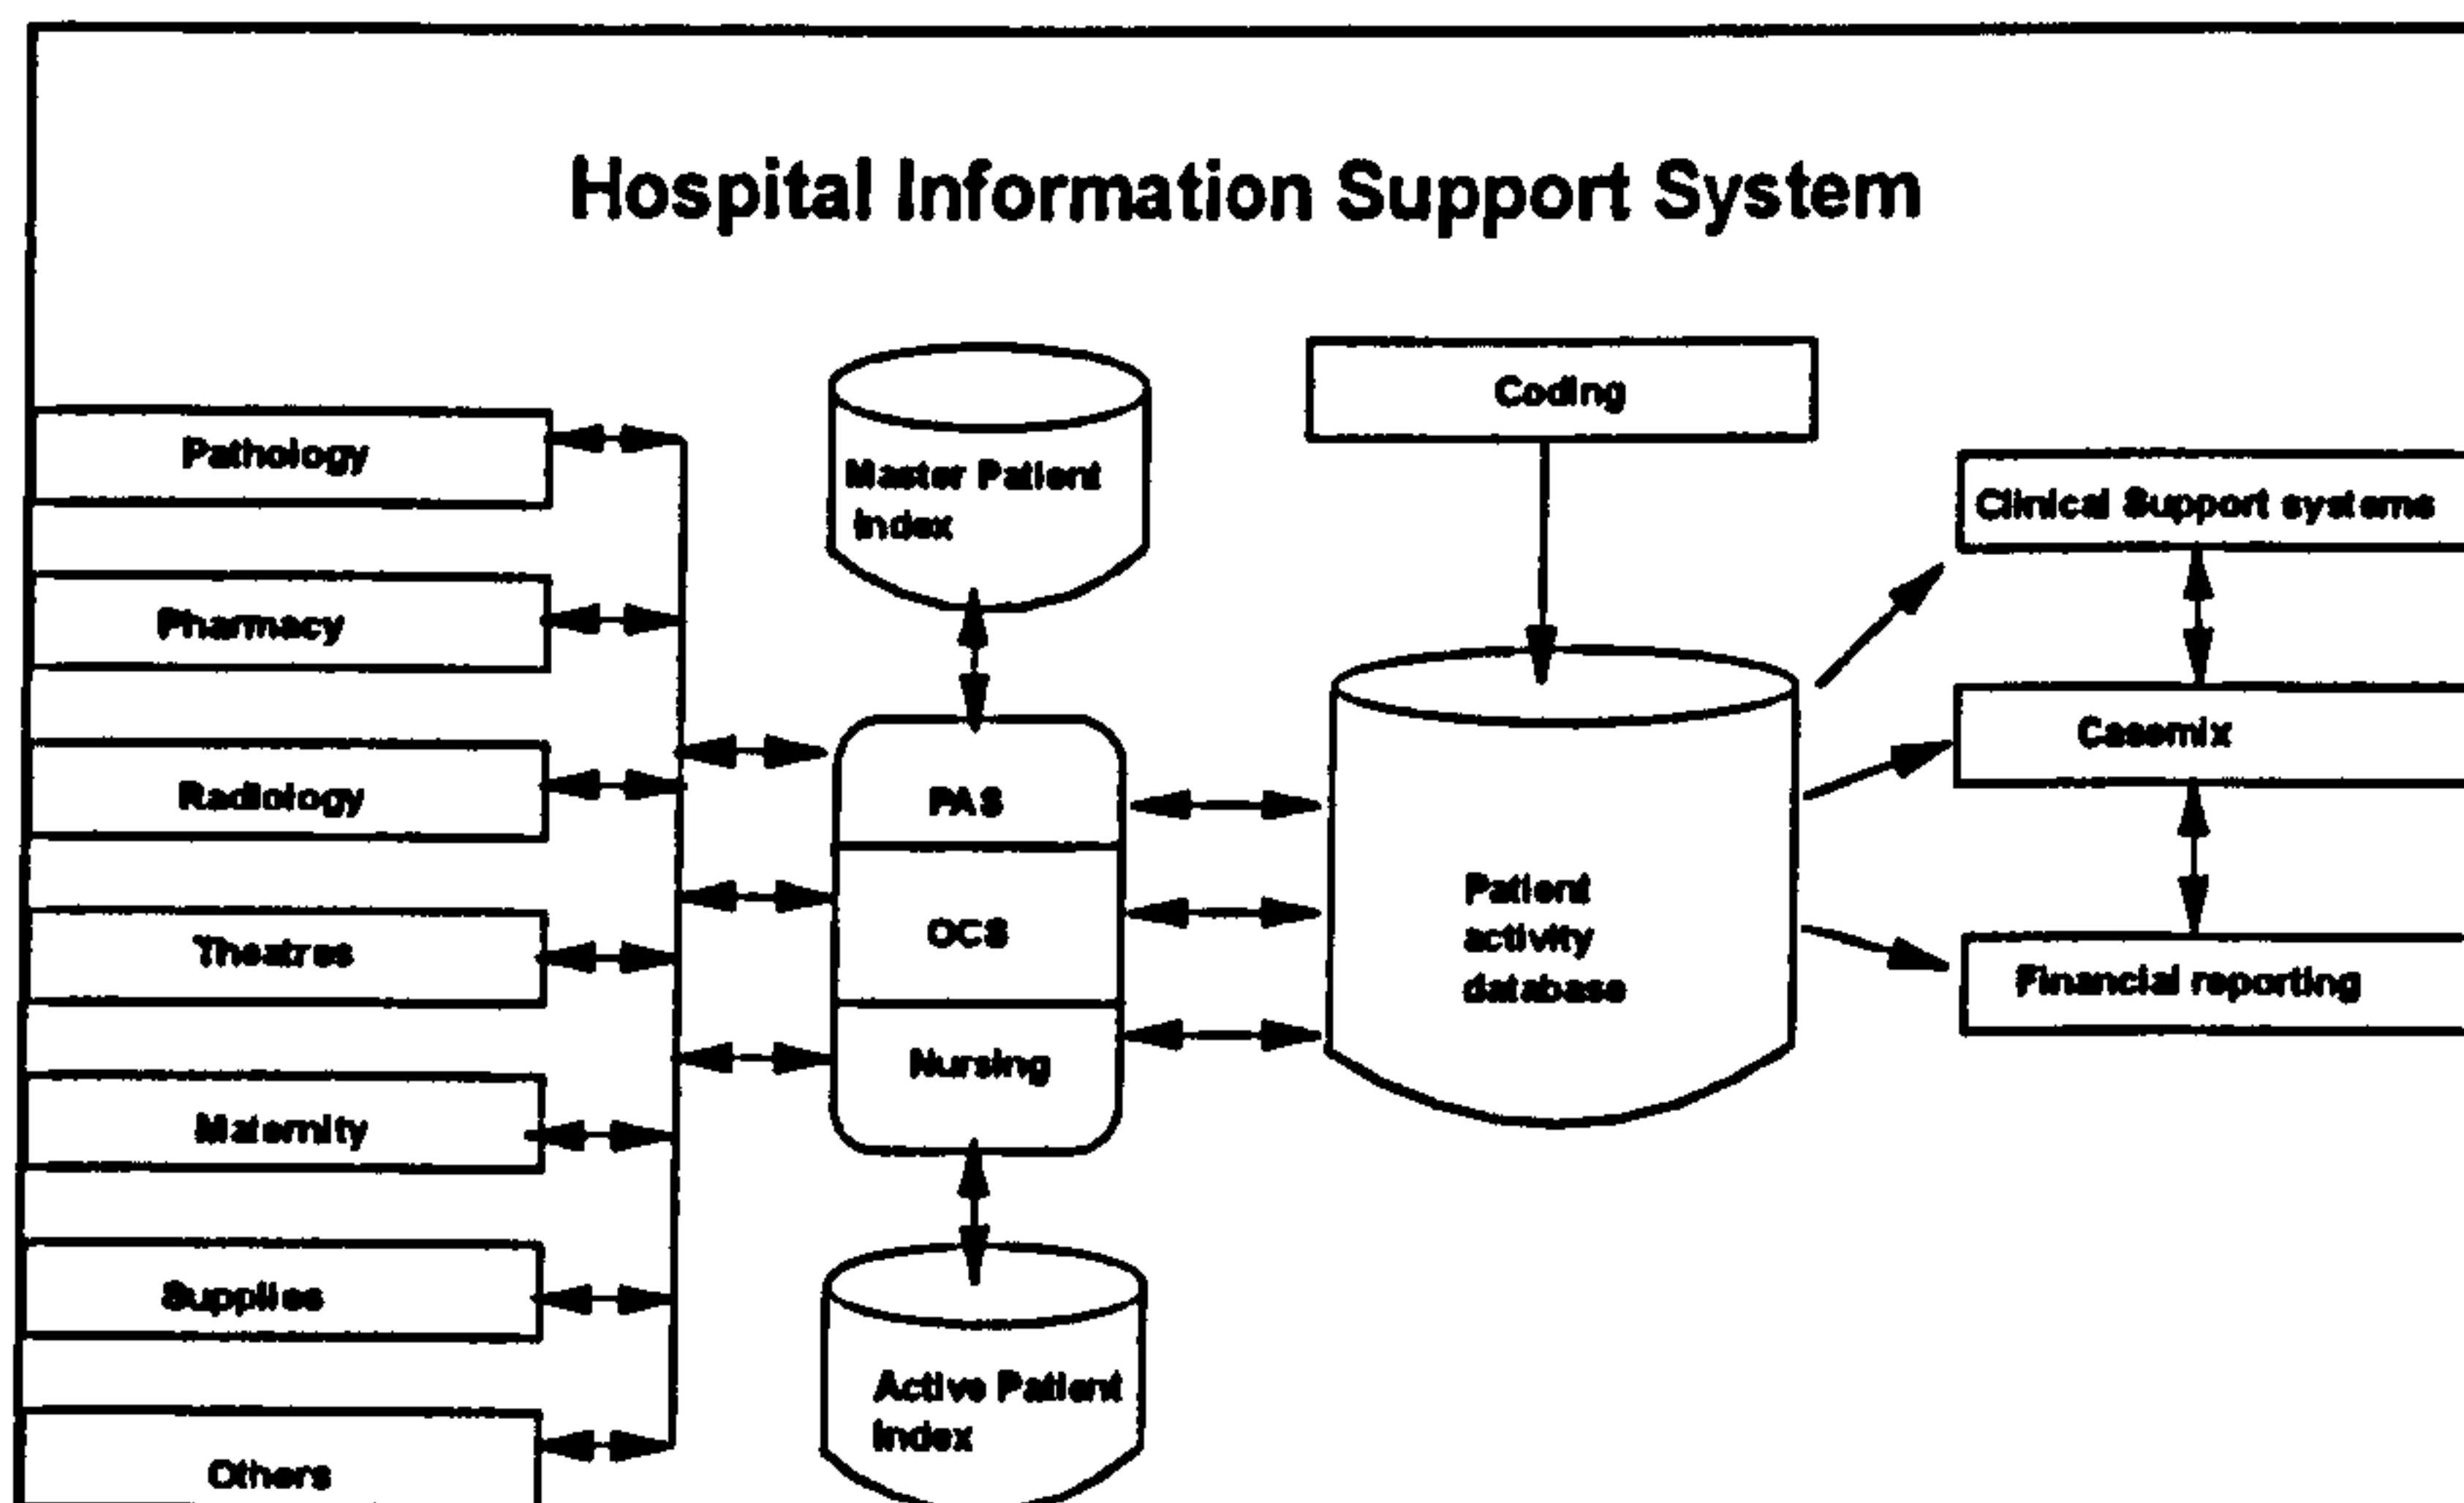 Hospital Information Support System
Pathology
Pharmacy
Radiology
Theatres
Maternity
Supplies
Others
Master Patient
Index
PAS
OCS
Nursing
Active Patient
Index
Coding
Patient
activity
database
Clinical Support systems
Casemix
Financial reporting